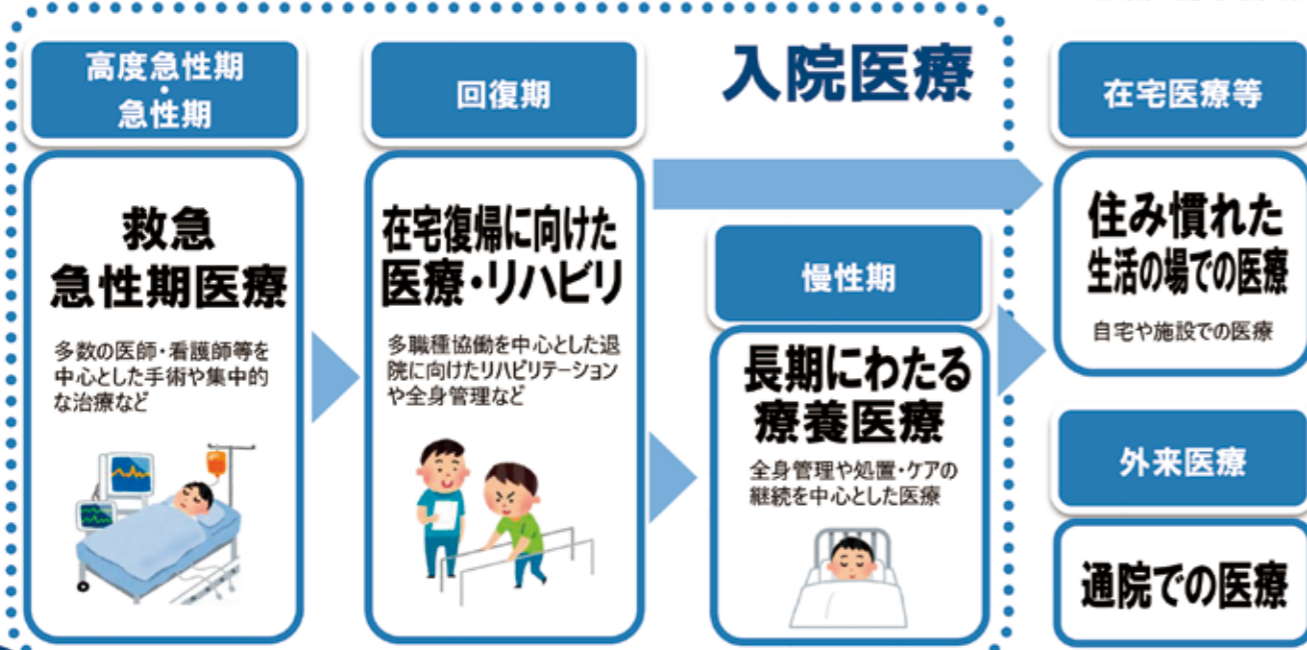 入院医療
高度急性期
・
急性期
救急
急性期医療
多数の医師・看護師等を
中心とした手術や集中的
な治療など
回復期
在宅復帰に向けた
医療・リハビリ
多職種協働を中心とした退
院に向けたリハビリテーション
や全身管理など
慢性期
長期にわたる
療養医療
全身管理や処置・ケアの
継続を中心とした医療
在宅医療等
住み慣れた
生活の場での医療
自宅や施設での医療
外来医療
通院での医療